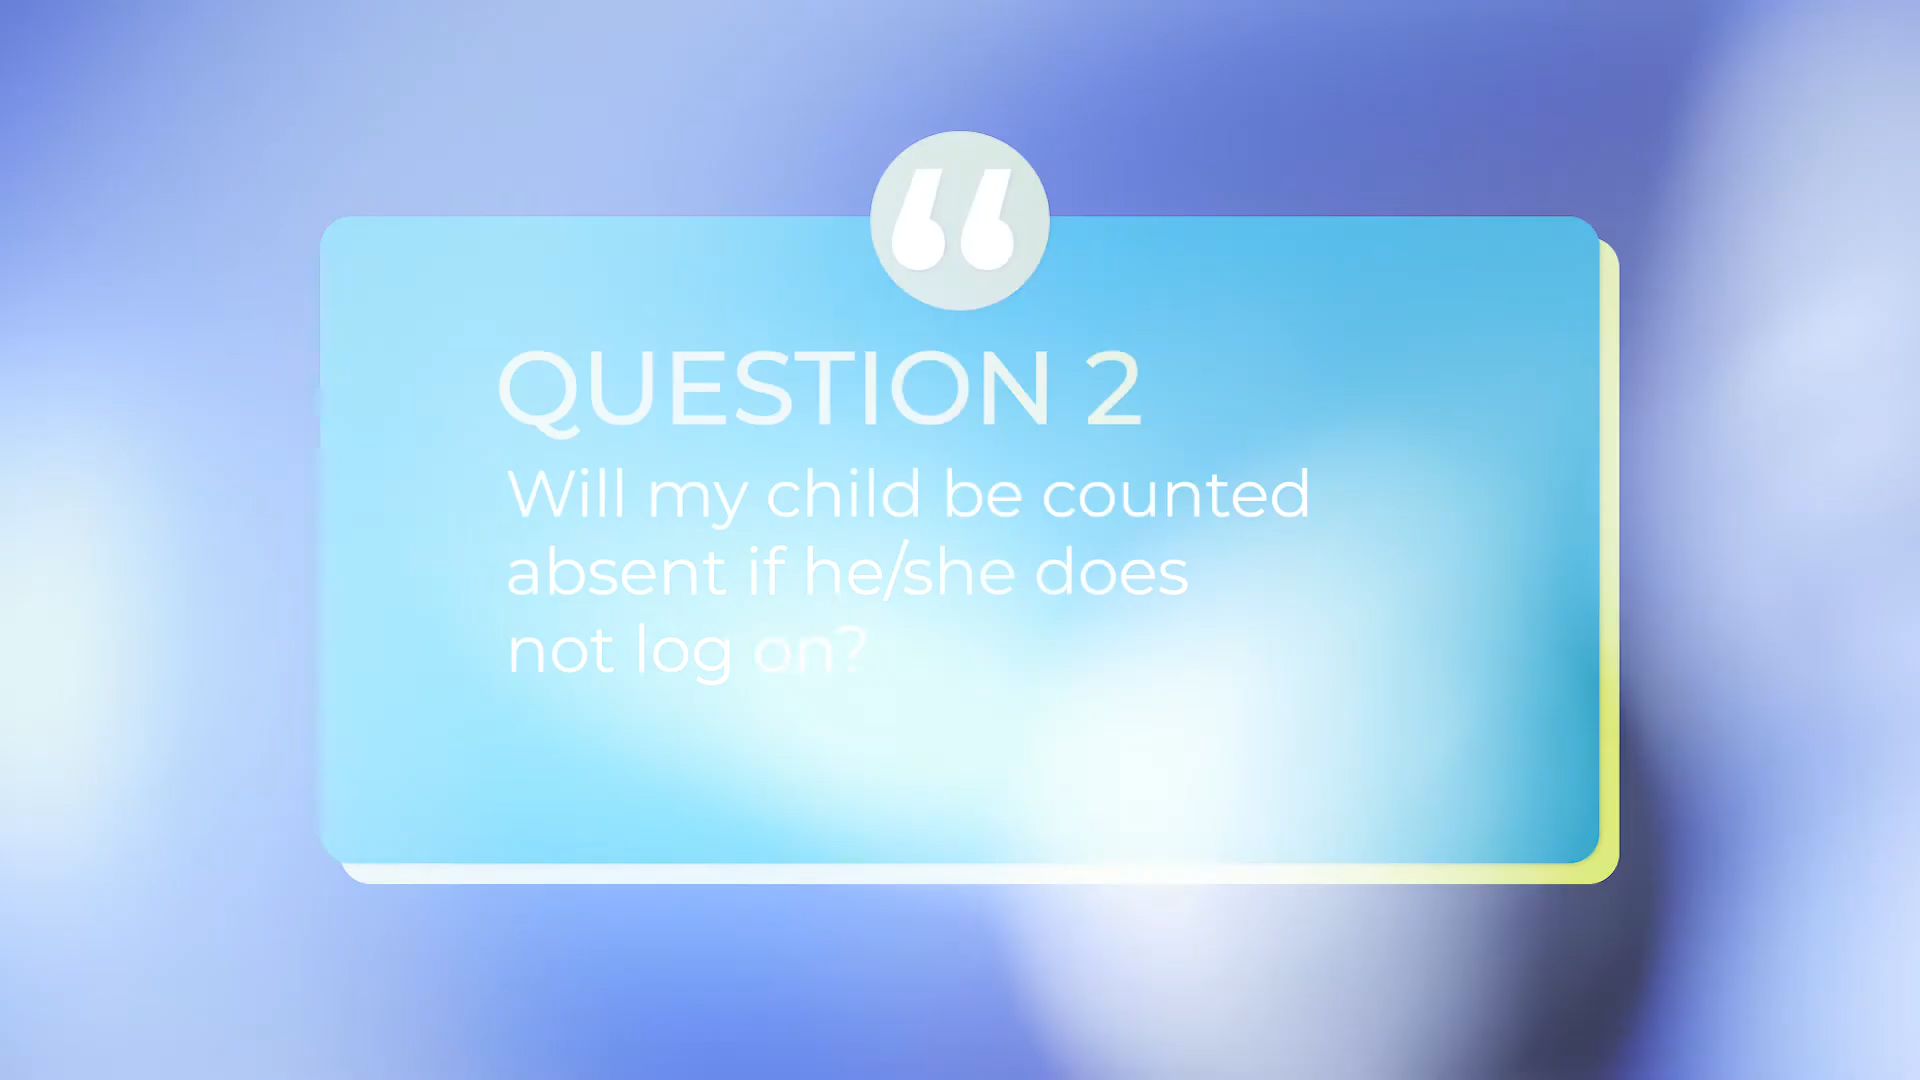 QUESTION 2
Will my child be counted
absent if he/she does
not log on?